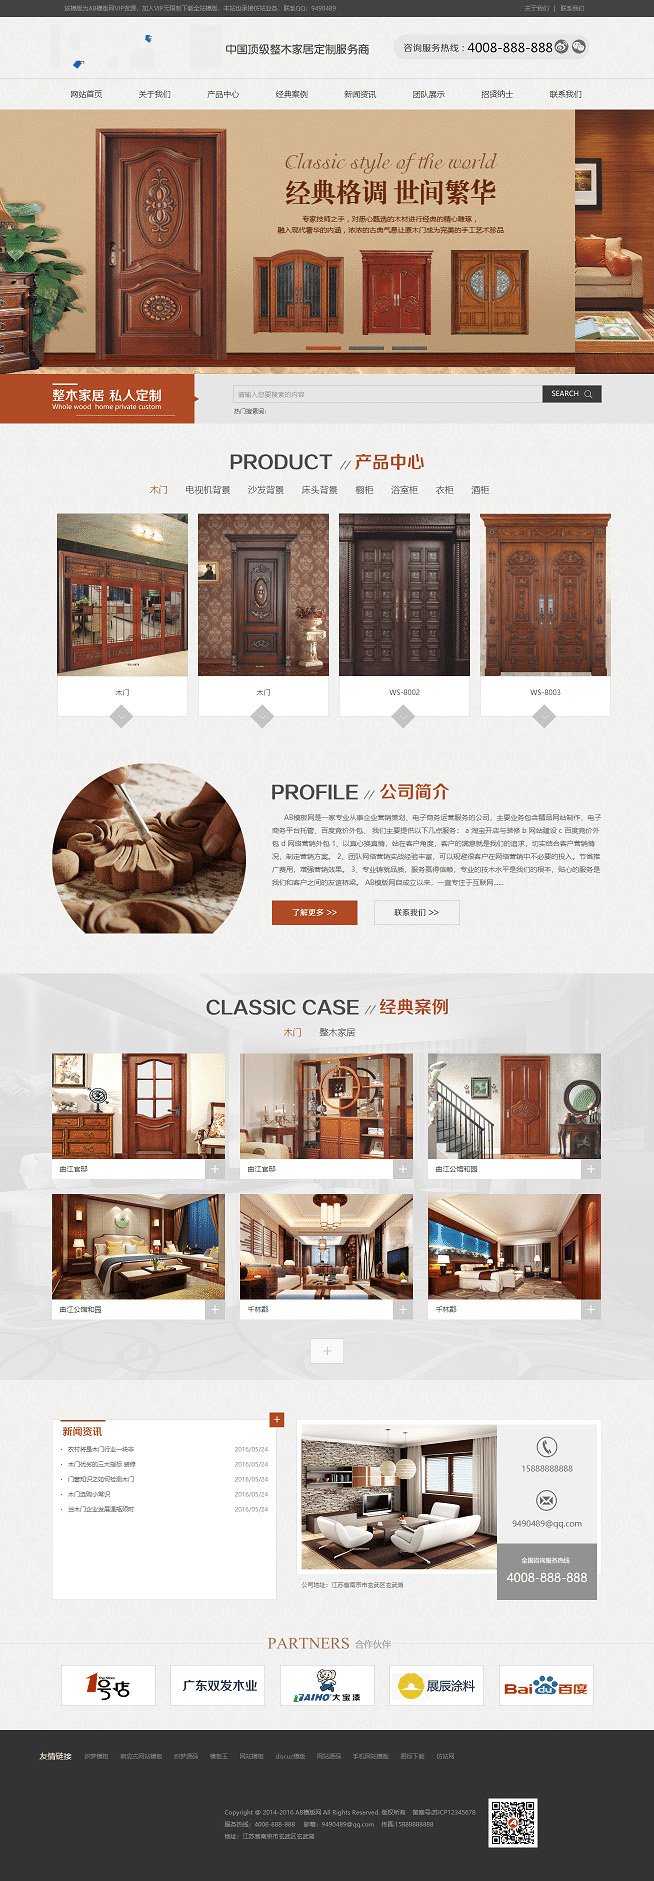 该模板为AB模板网VIP资源，加入VIP无限制下载全站模板，本站也承接仿站业务，联系QQ：9490489
关于我们 | 联系我们
中国顶级整木家居定制服务商
咨询服务热线：4008-888-888
网站首页 关于我们 产品中心 经典案例 新闻资讯 团队展示 招贤纳士 联系我们
Classic style of the world
经典格调 世间繁华
专家技师之手，对悉心甄选的木材进行经典的精心雕琢，
融入现代奢华的内涵，浓浓的古典气息让原木门成为完美的手工艺术珍品
整木家居 私人定制
Whole wood home private custom
请输入您要搜索的内容
SEARCH
热门搜索词：
PRODUCT // 产品中心
木门 电视机背景 沙发背景 床头背景 橱柜 浴室柜 衣柜 酒柜
木门
木门
WS-8002
WS-8003
PROFILE // 公司简介
AB模板网是一家专业从事企业营销策划、电子商务运营服务的公司，主要业务包含精品网站制作、电子
商务平台托管、百度竞价外包， 我们主要提供以下几点服务： a 淘宝开店与装修 b 网站建设 c 百度竞价外
包 d 网络营销外包 1、以真心换真情，站在客户角度，客户的满意就是我们的追求，切实结合客户营销情
况，制定营销方案。 2、团队网络营销实战经验丰富，可以规避很客户在网络营销中不必要的投入，节省推
广费用，增强营销效果。 3、专业铸就品质，服务赢得信赖，专业的技术水平是我们的根本，贴心的服务是
我们和客户之间的友谊桥梁。 AB模板网自成立以来，一直专注于互联网......
了解更多 >>
联系我们 >>
CLASSIC CASE // 经典案例
木门 整木家居
曲江官邸
曲江官邸
曲江公馆和园
曲江公馆和园
千林郡
千林郡
新闻资讯
农村将是木门行业一块非 2016/05/24
木门优劣的三大指标 装修 2016/05/24
门窗知识之如何检测木门 2016/05/24
木门选购小常识 2016/05/24
当木门企业发展遭瓶颈时 2016/05/24
15888888888
9490489@qq.com
全国咨询服务热线
4008-888-888
公司地址：江苏省南京市玄武区玄武湖
PARTNERS 合作伙伴
1号店
广东双发木业
TAIHO 大宝漆
展辰涂料
Bai du 百度
友情链接 织梦模板 响应式网站模板 织梦源码 模板王 网站模板 discuz模板 网站源码 手机网站模板 图标下载 仿站网
Copyright @ 2014-2016 AB模版网 All Rights Reserved. 版权所有 备案号:苏ICP12345678
服务热线：4008-888-888 邮箱：9490489@qq.com 传真:15888888888
地址：江苏省南京市玄武区玄武湖